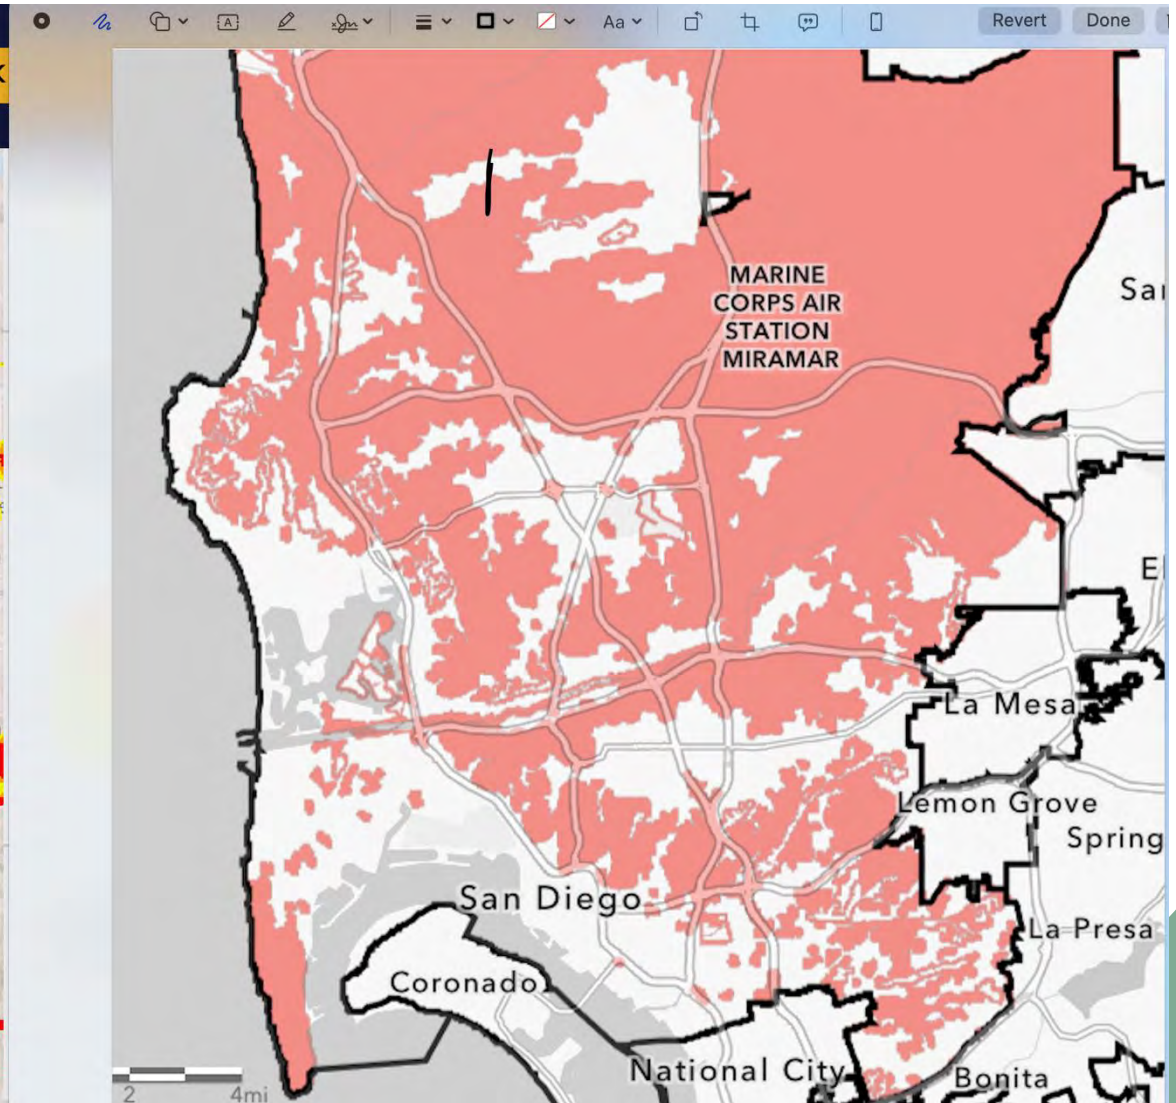 Aa
Revert
Done
MARINE
CORPS AIR
STATION
MIRAMAR
La Mesa
Lemon Grove
Spring
San Diego
La Presa
Coronado
National City
Bonita
2
4mi